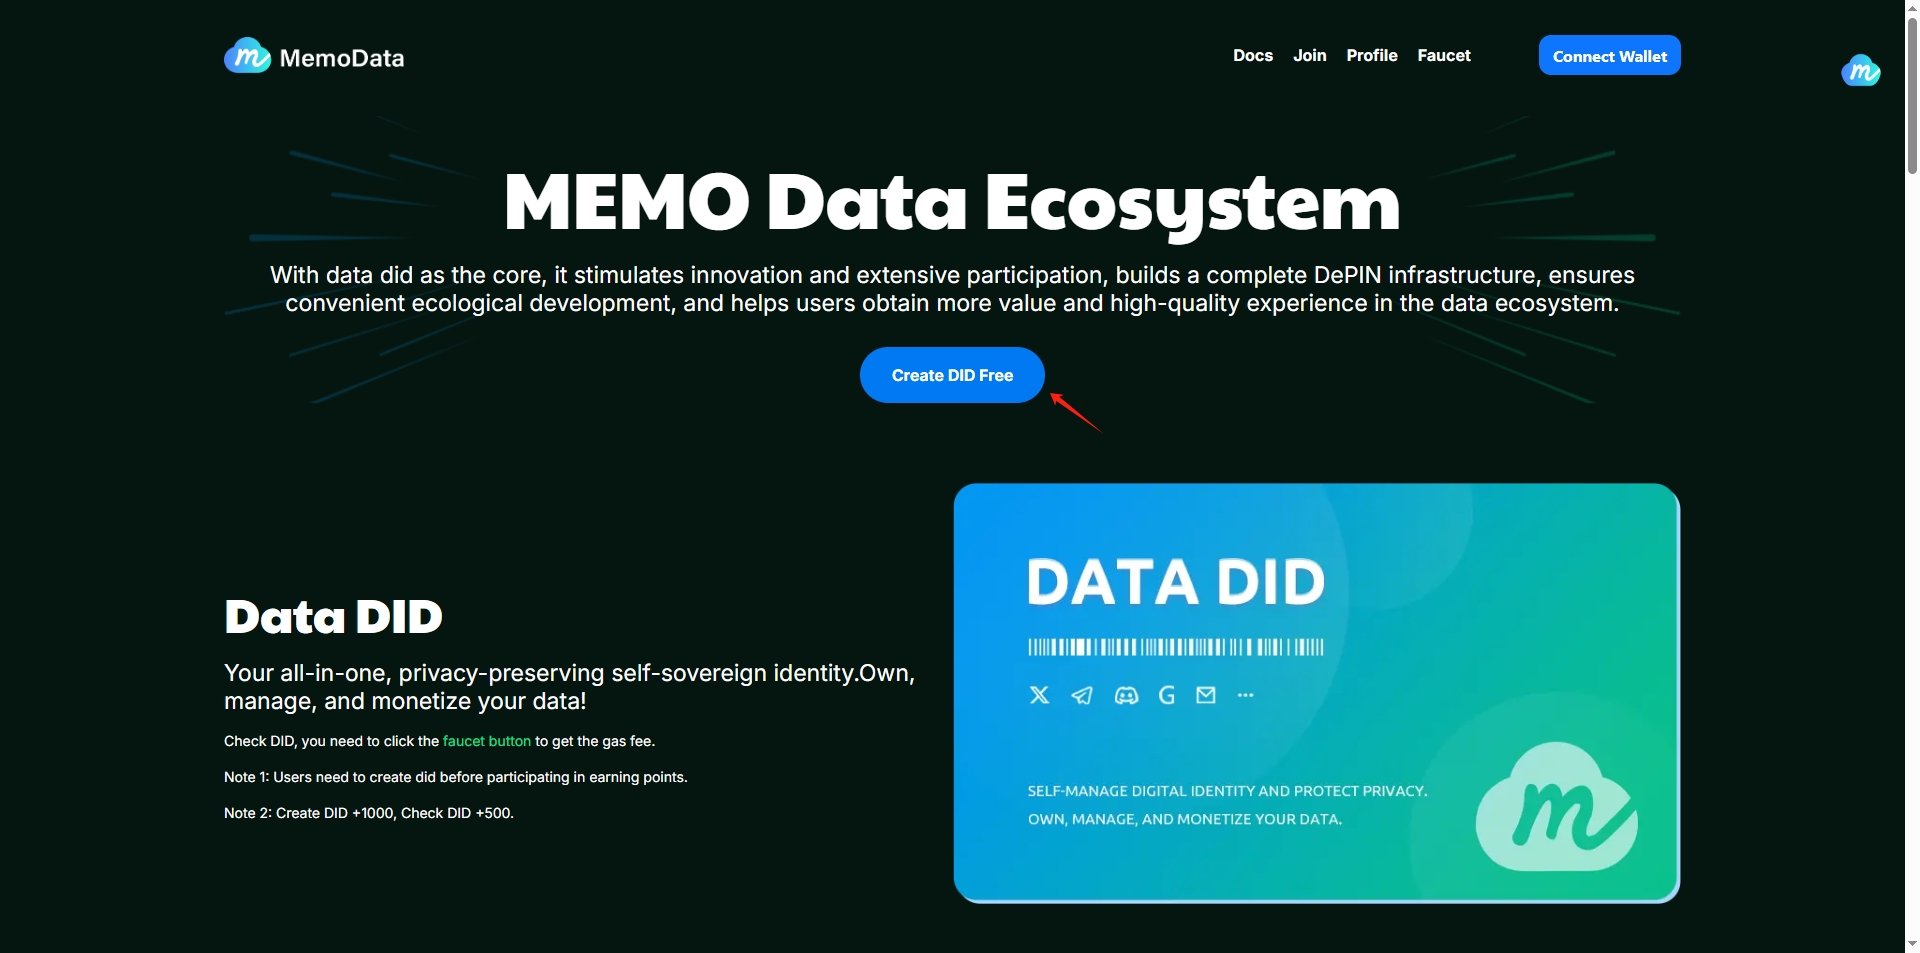 MemoData
Docs Join Profile Faucet Connect Wallet
MEMO Data Ecosystem
With data did as the core, it stimulates innovation and extensive participation, builds a complete DePIN infrastructure, ensures
convenient ecological development, and helps users obtain more value and high-quality experience in the data ecosystem.
Create DID Free
Data DID
Your all-in-one, privacy-preserving self-sovereign identity.Own,
manage, and monetize your data!
Check DID, you need to click the faucet button to get the gas fee.
Note 1: Users need to create did before participating in earning points.
Note 2: Create DID +1000, Check DID +500.
DATA DID
SELF-MANAGE DIGITAL IDENTITY AND PROTECT PRIVACY.
OWN, MANAGE, AND MONETIZE YOUR DATA.